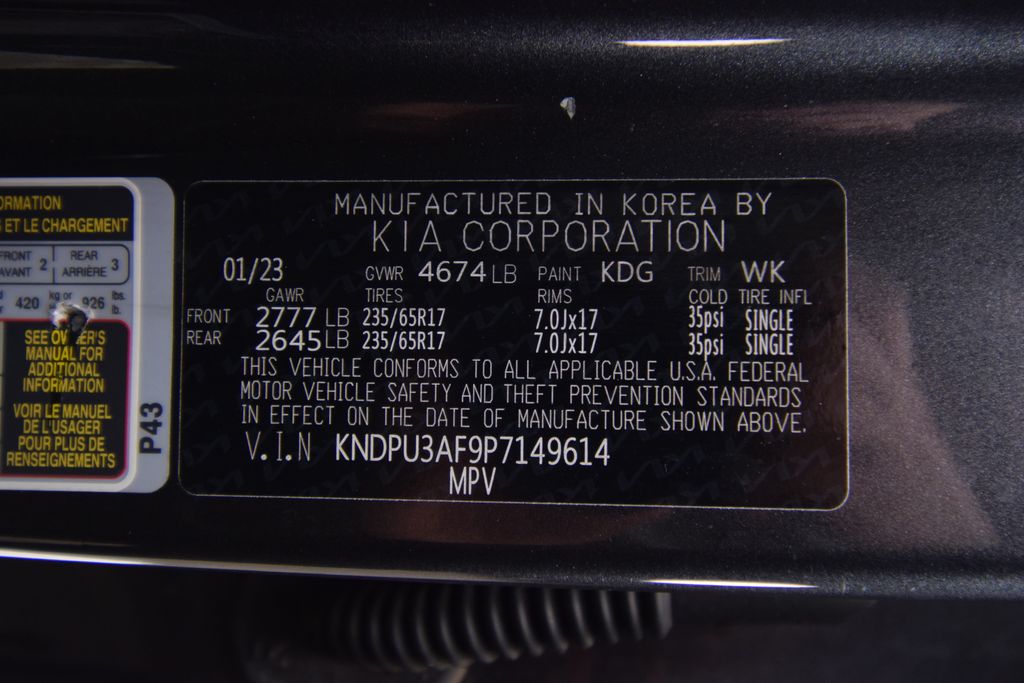 ORMATION
S ET LE CHARGEMENT
FRONT 2 REAR 3
AVANT ARRIÈRE
420 kg or 926 lbs.
lb.
SEE OWNER'S
MANUAL FOR
ADDITIONAL
INFORMATION
VOIR LE MANUEL
DE L'USAGER
POUR PLUS DE
RENSEIGNEMENTS
P43
MANUFACTURED IN KOREA BY
KIA CORPORATION
01/23 GVWR 4674 LB PAINT KDG TRIM WK
GAWR TIRES RIMS COLD TIRE INFL
FRONT 2777 LB 235/65R17 7.0Jx17 35psi SINGLE
REAR 2645 LB 235/65R17 7.0Jx17 35psi SINGLE
THIS VEHICLE CONFORMS TO ALL APPLICABLE U.S.A. FEDERAL
MOTOR VEHICLE SAFETY AND THEFT PREVENTION STANDARDS
IN EFFECT ON THE DATE OF MANUFACTURE SHOWN ABOVE.
V.I.N KNDPU3AF9P7149614
MPV